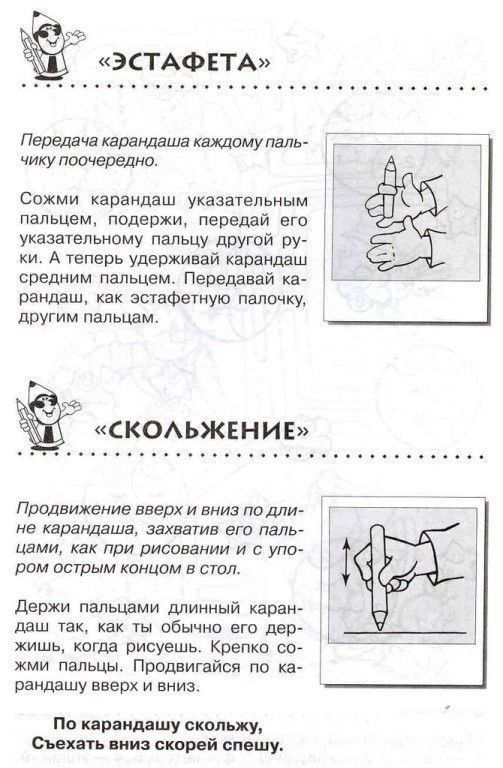 «ЭСТАФЕТА»
Передача карандаша каждому паль-
чику поочередно.
Сожми карандаш указательным
пальцем, подержи, передай его
указательному пальцу другой ру-
ки. А теперь удерживай карандаш
средним пальцем. Передавай ка-
рандаш, как эстафетную палочку,
другим пальцам.
«СКОЛЬЖЕНИЕ»
Продвижение вверх и вниз по дли-
не карандаша, захватив его паль-
цами, как при рисовании и с упо-
ром острым концом в стол.
Держи пальцами длинный каран-
даш так, как ты обычно его дер-
жишь, когда рисуешь. Крепко со-
жми пальцы. Продвигайся по ка-
рандашу вверх и вниз.
По карандашу скольжу,
Съехать вниз скорей спешу.